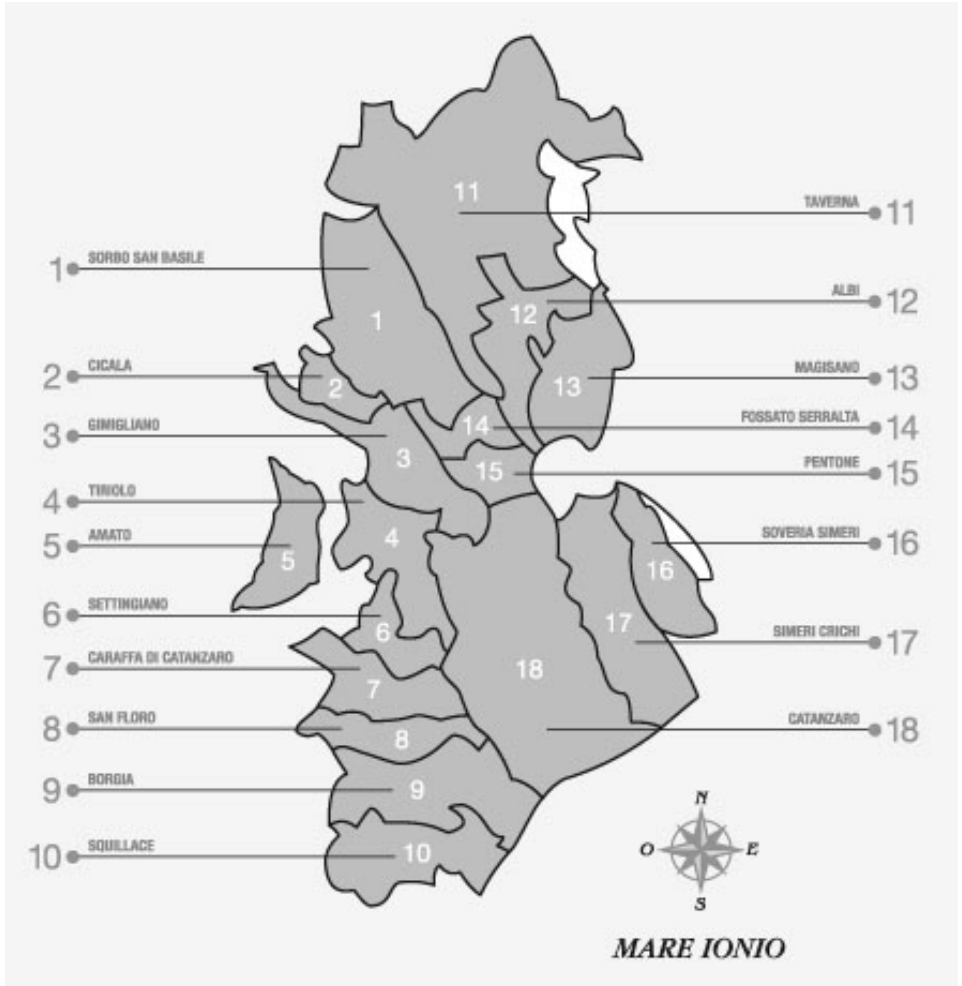 11
TAVERNA 11
1 SORBO SAN BASILE
ALBI 12
12
1
2 CICALA
MAGISANO 13
2
13
3 GIMIGLIANO
FOSSATO SERRALTA 14
14
3
15
PENTONE 15
4 TIRIOLO
5 AMATO
4
SOVERIA SIMERI 16
5
16
6 SETTINGIANO
6
17
SIMERI CRICHI 17
7 CARAFFA DI CATANZARO
18
7
8 SAN FLORO
CATANZARO 18
8
9 BORGIA
9
10 SQUILLACE
10
N
O E
S
MARE IONIO